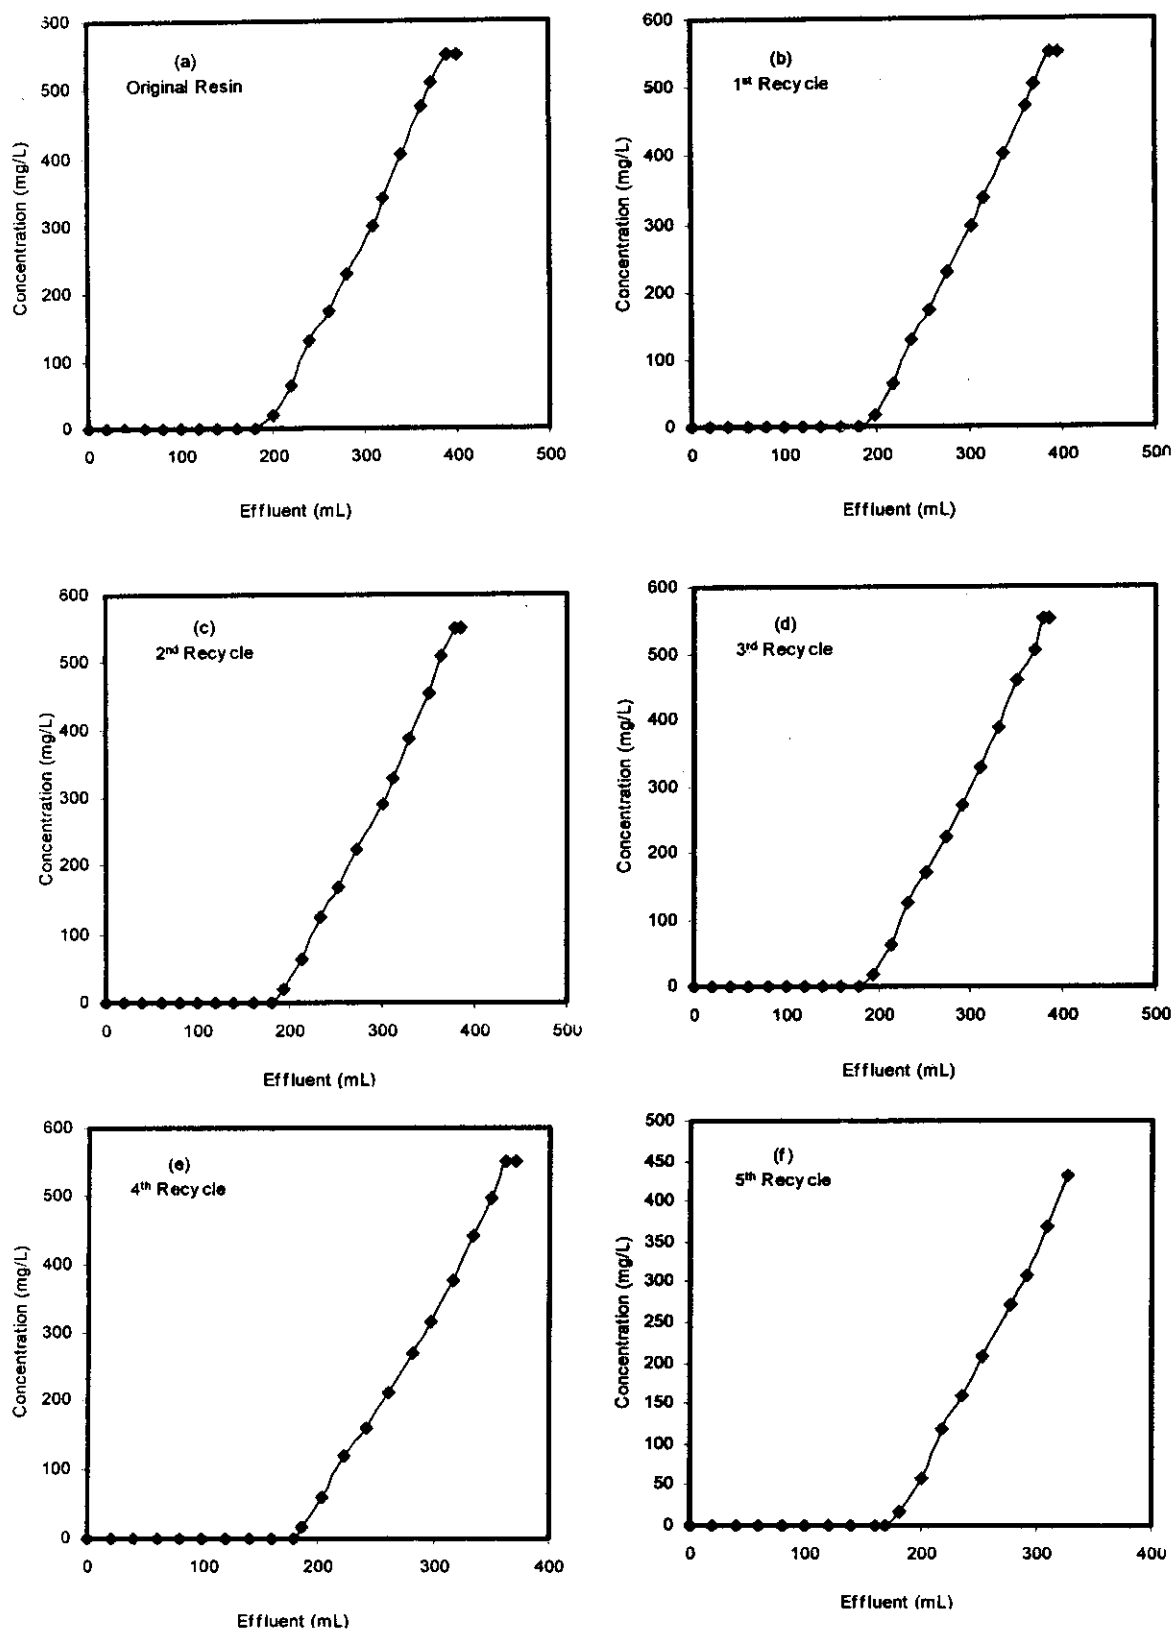 Concentration (mg/L)
600
500
400
300
200
100
0
(a)
Original Resin
0 100 200 300 400 500
Effluent (mL)
Concentration (mg/L)
600
500
400
300
200
100
0
(b)
1st Recycle
0 100 200 300 400 500
Effluent (mL)
Concentration (mg/L)
600
500
400
300
200
100
0
(c)
2nd Recycle
0 100 200 300 400 500
Effluent (mL)
Concentration (mg/L)
600
500
400
300
200
100
0
(d)
3rd Recycle
0 100 200 300 400 500
Effluent (mL)
Concentration (mg/L)
600
500
400
300
200
100
0
(e)
4th Recycle
0 100 200 300 400
Effluent (mL)
Concentration (mg/L)
500
450
400
350
300
250
200
150
100
50
0
(f)
5th Recycle
0 100 200 300 400
Effluent (mL)